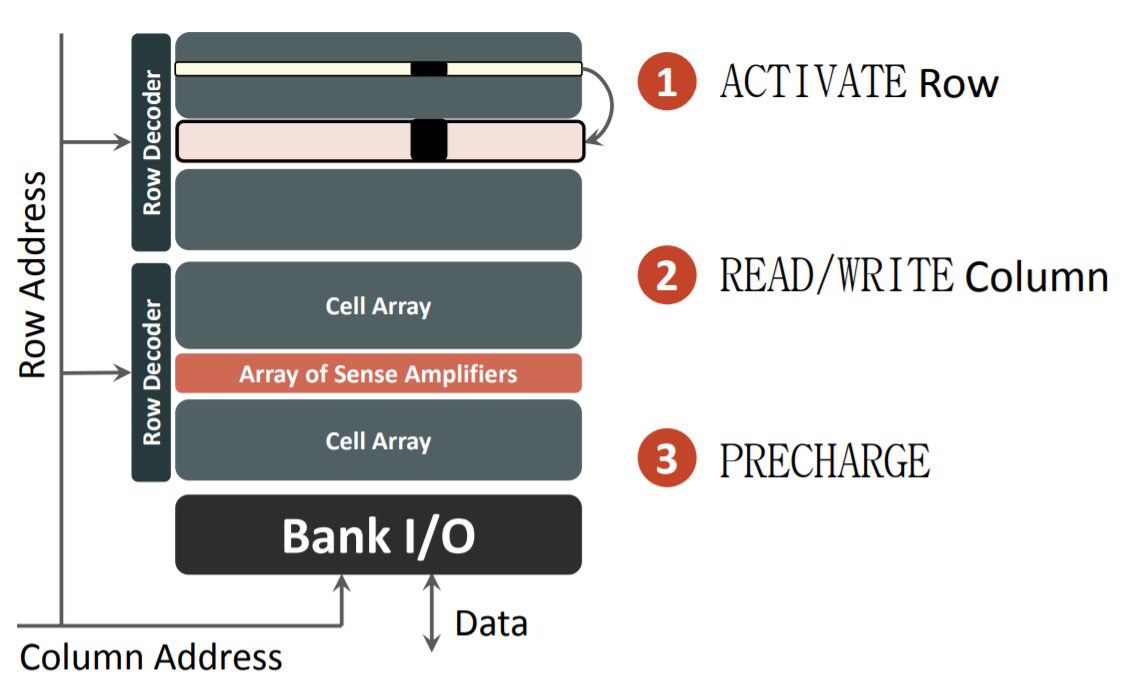 Row Address
Row Decoder
Row Decoder
Cell Array
Array of Sense Amplifiers
Cell Array
Bank I/O
Data
Column Address
1 ACTIVATE Row
2 READ/WRITE Column
3 PRECHARGE